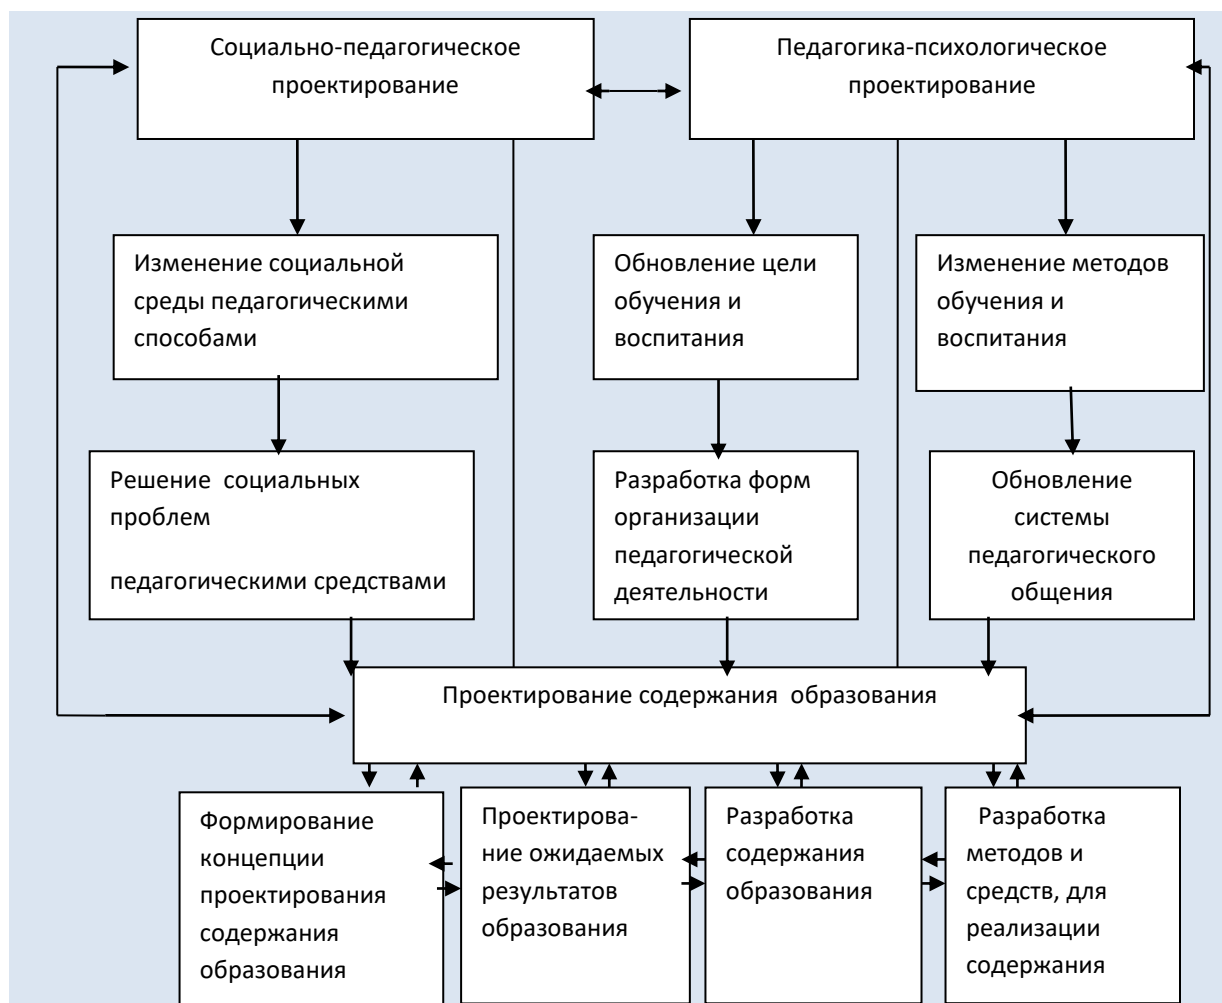 Социально-педагогическое
проектирование
Педагогика-психологическое
проектирование
Изменение социальной
среды педагогическими
способами
Обновление цели
обучения и
воспитания
Изменение методов
обучения и
воспитания
Решение социальных
проблем
педагогическими средствами
Разработка форм
организации
педагогической
деятельности
Обновление
системы
педагогического
общения
Проектирование содержания образования
Формирование
концепции
проектирования
содержания
образования
Проектирова-
ние ожидаемых
результатов
образования
Разработка
содержания
образования
Разработка
методов и
средств, для
реализации
содержания